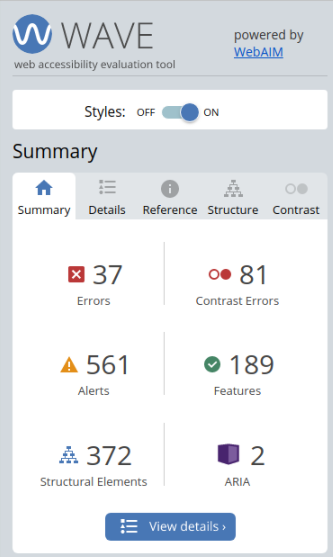 WAVE
web accessibility evaluation tool
powered by
WebAIM
Styles: OFF ON
Summary
Summary Details Reference Structure Contrast
37
Errors
81
Contrast Errors
561
Alerts
189
Features
372
Structural Elements
2
ARIA
View details ›